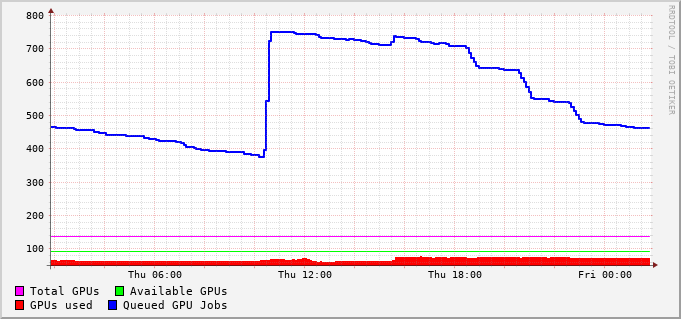 800
700
600
500
400
300
200
100
Thu 06:00 Thu 12:00 Thu 18:00 Fri 00:00
Total GPUs Available GPUs
GPUs used Queued GPU Jobs
RRDTOOL / TOBI OETIKER